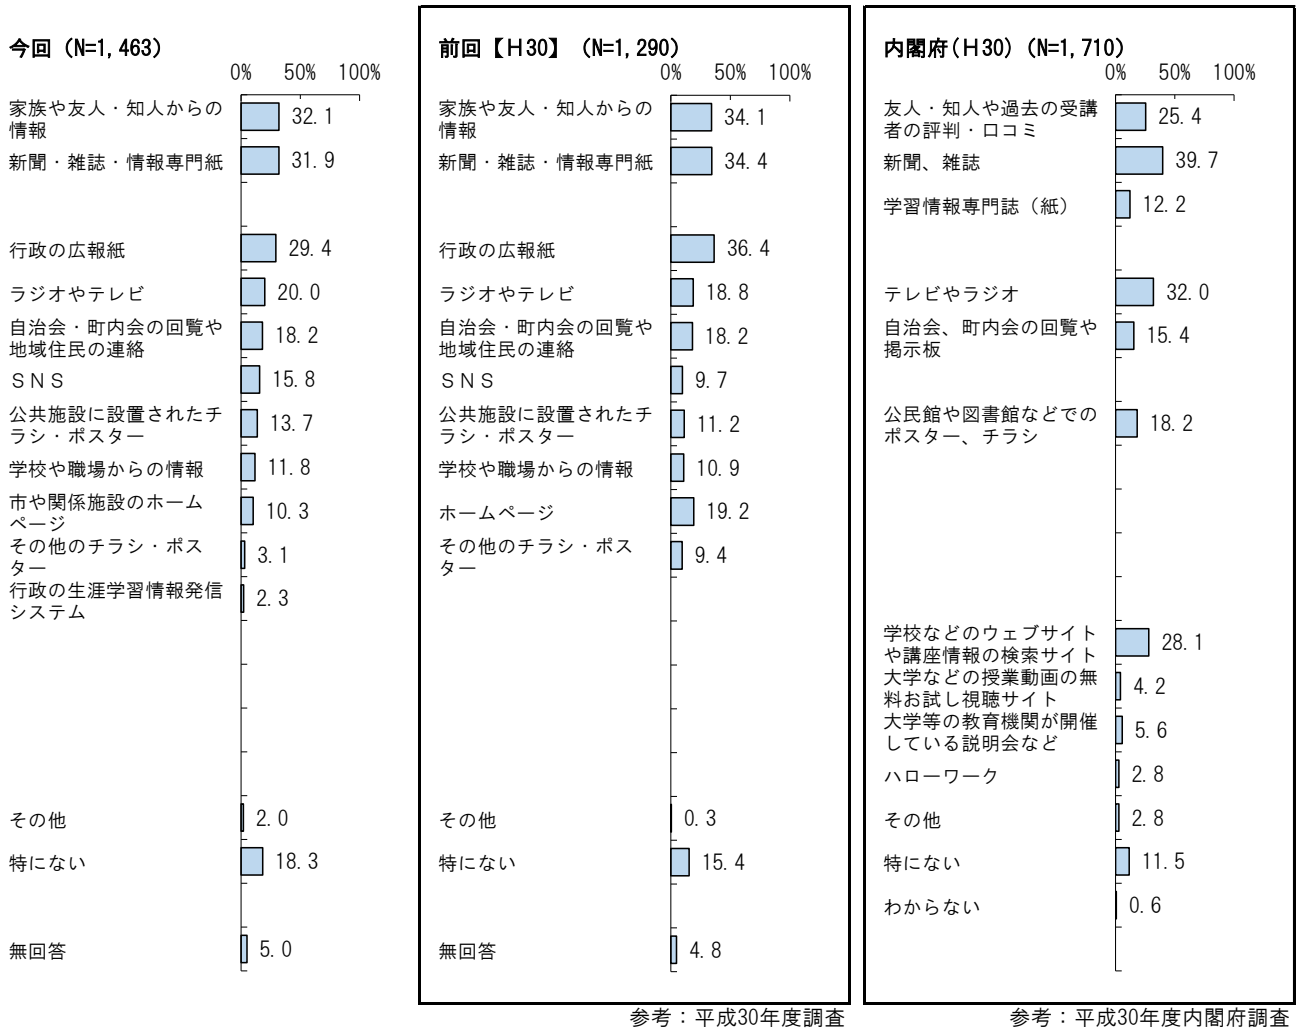 今回（N=1,463）
0% 50% 100%
家族や友人・知人からの
情報
32.1
新聞・雑誌・情報専門紙
31.9
行政の広報紙
29.4
ラジオやテレビ
20.0
自治会・町内会の回覧や
地域住民の連絡
18.2
ＳＮＳ
15.8
公共施設に設置されたチ
ラシ・ポスター
13.7
学校や職場からの情報
11.8
市や関係施設のホーム
ページ
10.3
その他のチラシ・ポス
ター
3.1
行政の生涯学習情報発信
システム
2.3
その他
2.0
特にない
18.3
無回答
5.0
前回【Ｈ30】（N=1,290）
0% 50% 100%
家族や友人・知人からの
情報
34.1
新聞・雑誌・情報専門紙
34.4
行政の広報紙
36.4
ラジオやテレビ
18.8
自治会・町内会の回覧や
地域住民の連絡
18.2
ＳＮＳ
9.7
公共施設に設置されたチ
ラシ・ポスター
11.2
学校や職場からの情報
10.9
ホームページ
19.2
その他のチラシ・ポス
ター
9.4
その他
0.3
特にない
15.4
無回答
4.8
参考：平成30年度調査
内閣府(Ｈ30)（N=1,710）
0% 50% 100%
友人・知人や過去の受講
者の評判・口コミ
25.4
新聞、雑誌
39.7
学習情報専門誌（紙）
12.2
テレビやラジオ
32.0
自治会、町内会の回覧や
掲示板
15.4
公民館や図書館などでの
ポスター、チラシ
18.2
学校などのウェブサイト
や講座情報の検索サイト
28.1
大学などの授業動画の無
料お試し視聴サイト
4.2
大学等の教育機関が開催
している説明会など
5.6
ハローワーク
2.8
その他
2.8
特にない
11.5
わからない
0.6
参考：平成30年度内閣府調査